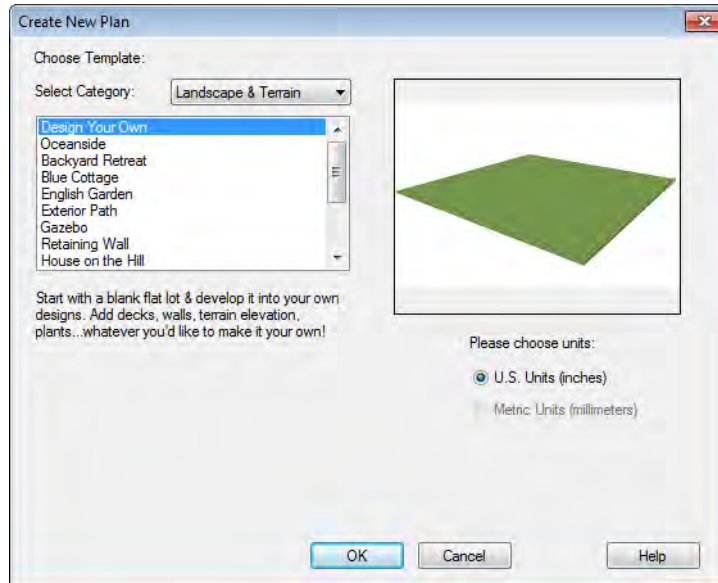 Create New Plan
Choose Template:
Select Category:
Landscape & Terrain
Design Your Own
Oceanside
Backyard Retreat
Blue Cottage
English Garden
Exterior Path
Gazebo
Retaining Wall
House on the Hill
Start with a blank flat lot & develop it into your own
designs. Add decks, walls, terrain elevation,
plants...whatever you'd like to make it your own!
Please choose units:
U.S. Units (inches)
Metric Units (millimeters)
OK
Cancel
Help